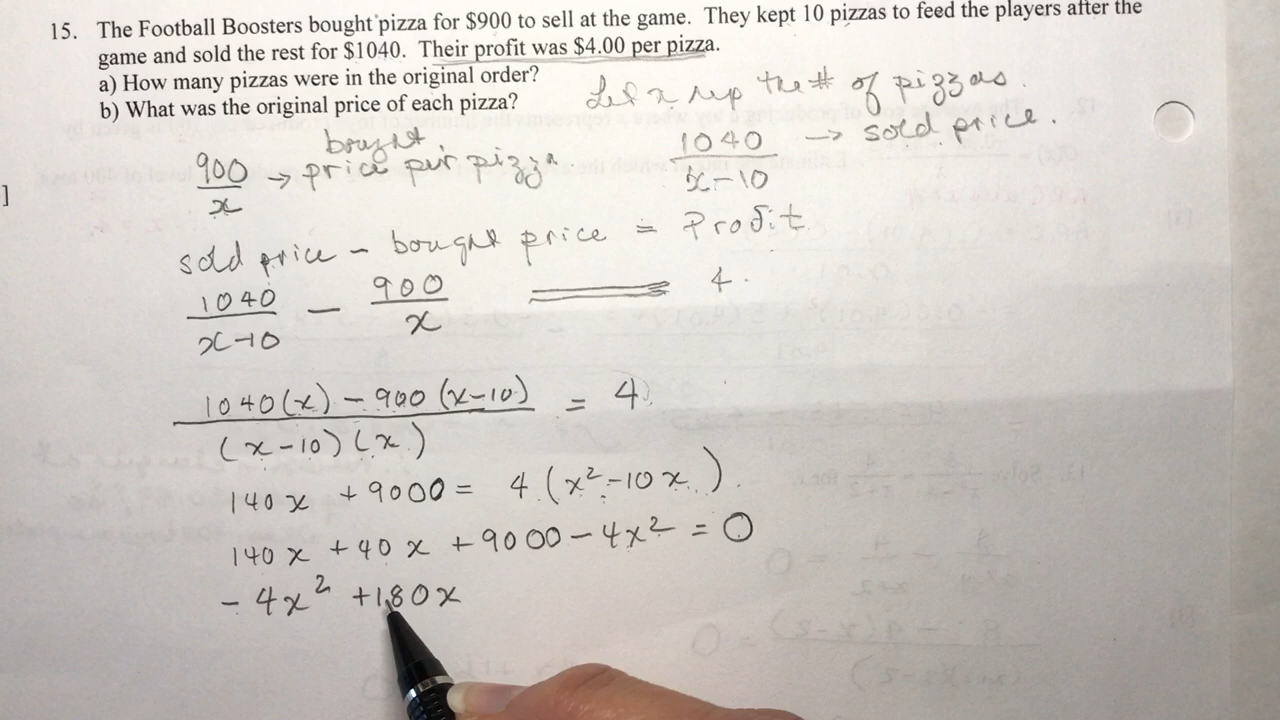 15. The Football Boosters bought pizza for $900 to sell at the game. They kept 10 pizzas to feed the players after the
game and sold the rest for $1040. Their profit was $4.00 per pizza.
a) How many pizzas were in the original order?
b) What was the original price of each pizza?
Let x rep the # of pizzas.
900/x → bought price per pizza
1040/x-10 → sold price.
sold price - bought price = Profit
1040/x-10 - 900/x = 4.
1040(x) - 900(x-10)/(x-10)(x) = 4
140x + 9000 = 4(x²-10x).
140x + 40x + 9000 - 4x² = 0
- 4x² + 180x
]